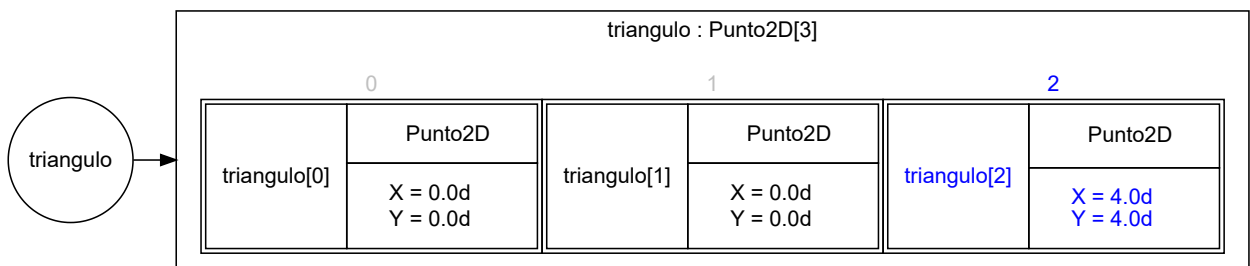 triangulo : Punto2D[3]
0
1
2
triangulo
triangulo[0]
Punto2D
X = 0.0d
Y = 0.0d
triangulo[1]
Punto2D
X = 0.0d
Y = 0.0d
triangulo[2]
Punto2D
X = 4.0d
Y = 4.0d